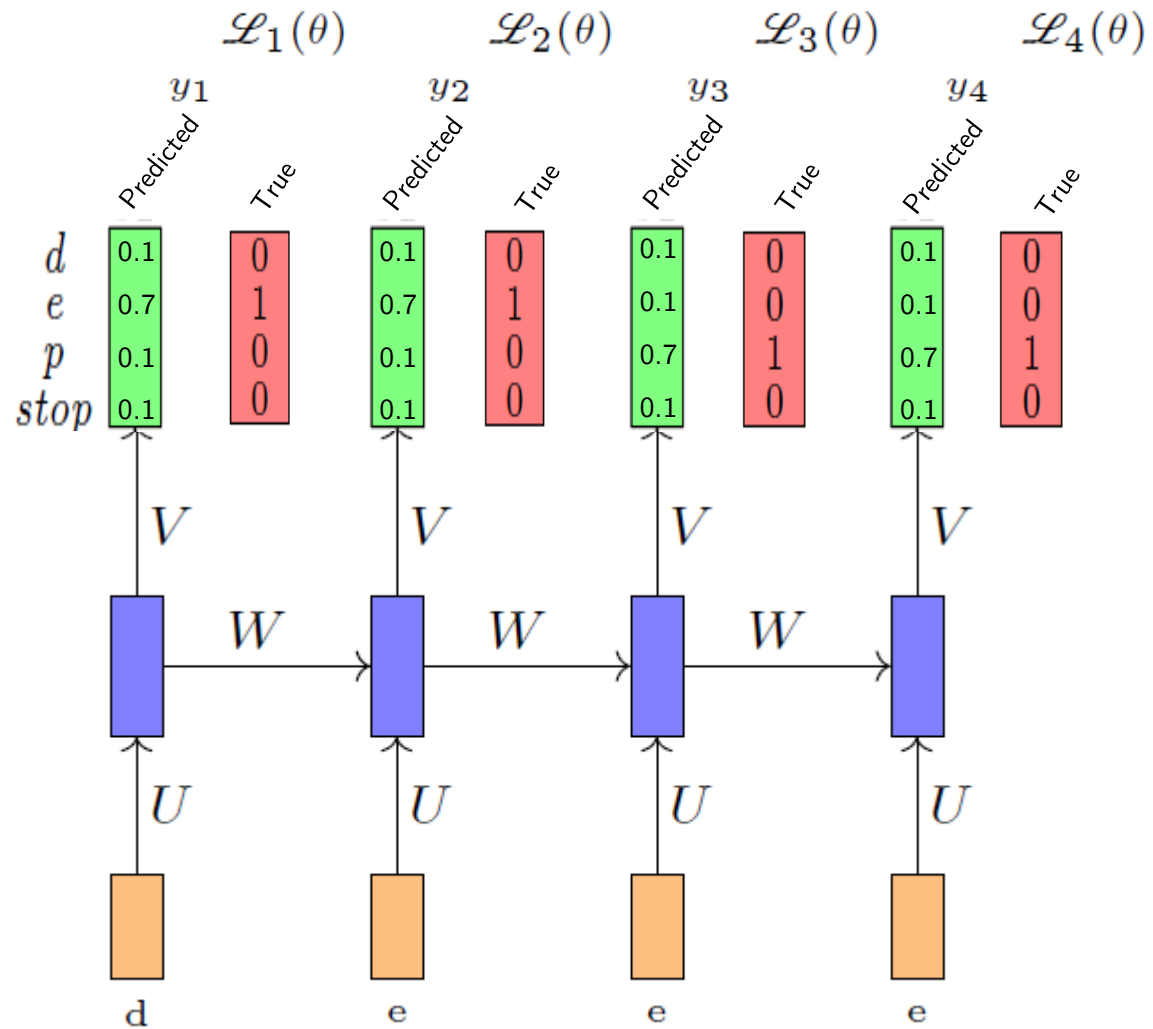 ℒ1(θ) ℒ2(θ) ℒ3(θ) ℒ4(θ)
y1 y2 y3 y4
Predicted True Predicted True Predicted True Predicted True
d 0.1 0 0.1 0 0.1 0 0.1 0
e 0.7 1 0.7 1 0.1 0 0.1 0
p 0.1 0 0.1 0 0.7 1 0.7 1
stop 0.1 0 0.1 0 0.1 0 0.1 0
V V V V
W W W
U U U U
d e e e